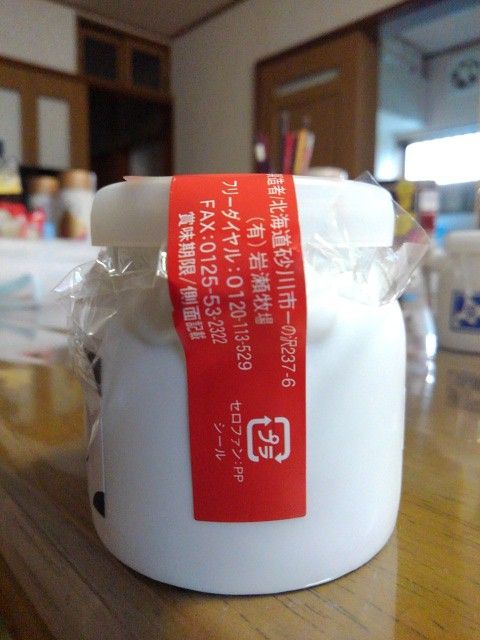 製造者/北海道砂川市一の沢237-6
(有)岩瀬牧場
フリーダイヤル:0120-113-529
FAX:0125-53-2322
賞味期限/側面記載
プラ
セロファン:PP
シール